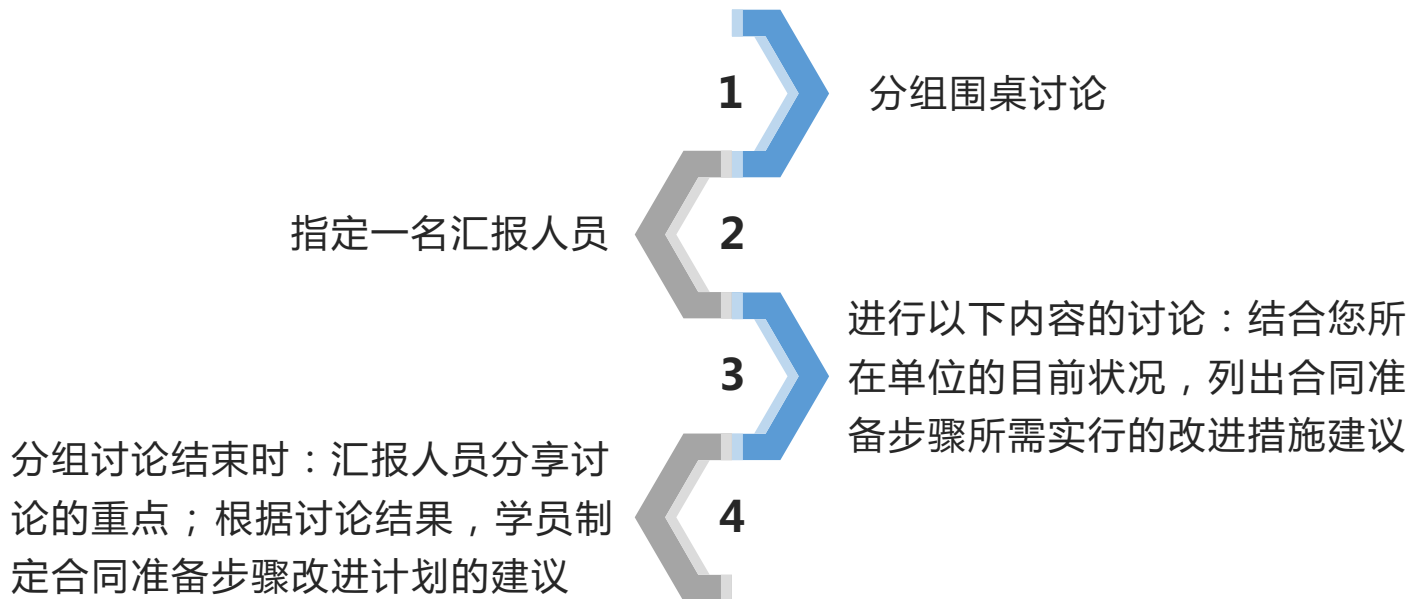 1
分组围桌讨论
指定一名汇报人员
2
3
进行以下内容的讨论：结合您所
在单位的目前状况，列出合同准
备步骤所需实行的改进措施建议
分组讨论结束时：汇报人员分享讨
论的重点；根据讨论结果，学员制
定合同准备步骤改进计划的建议
4